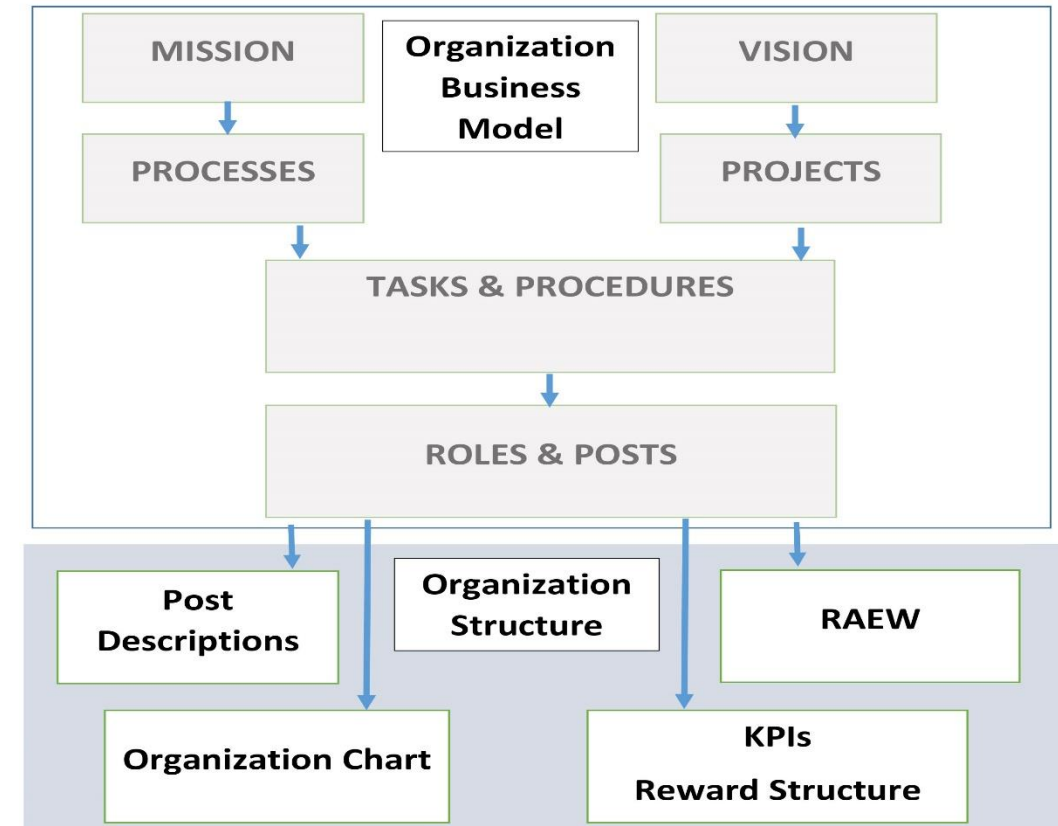 MISSION
Organization
Business
Model
VISION
PROCESSES
PROJECTS
TASKS & PROCEDURES
ROLES & POSTS
Post
Descriptions
Organization
Structure
RAEW
Organization Chart
KPIs
Reward Structure